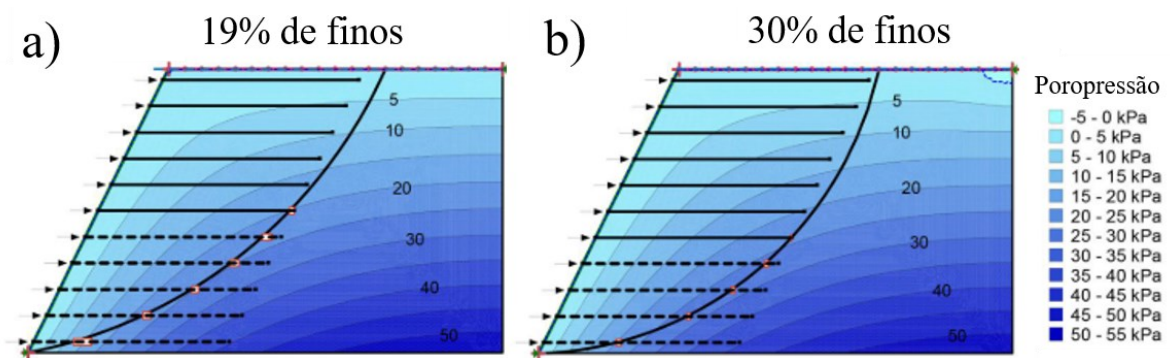 a) 19% de finos
b) 30% de finos
5
10
20
30
40
50
5
10
20
30
40
50
Poropressão
-5 - 0 kPa
0 - 5 kPa
5 - 10 kPa
10 - 15 kPa
15 - 20 kPa
20 - 25 kPa
25 - 30 kPa
30 - 35 kPa
35 - 40 kPa
40 - 45 kPa
45 - 50 kPa
50 - 55 kPa